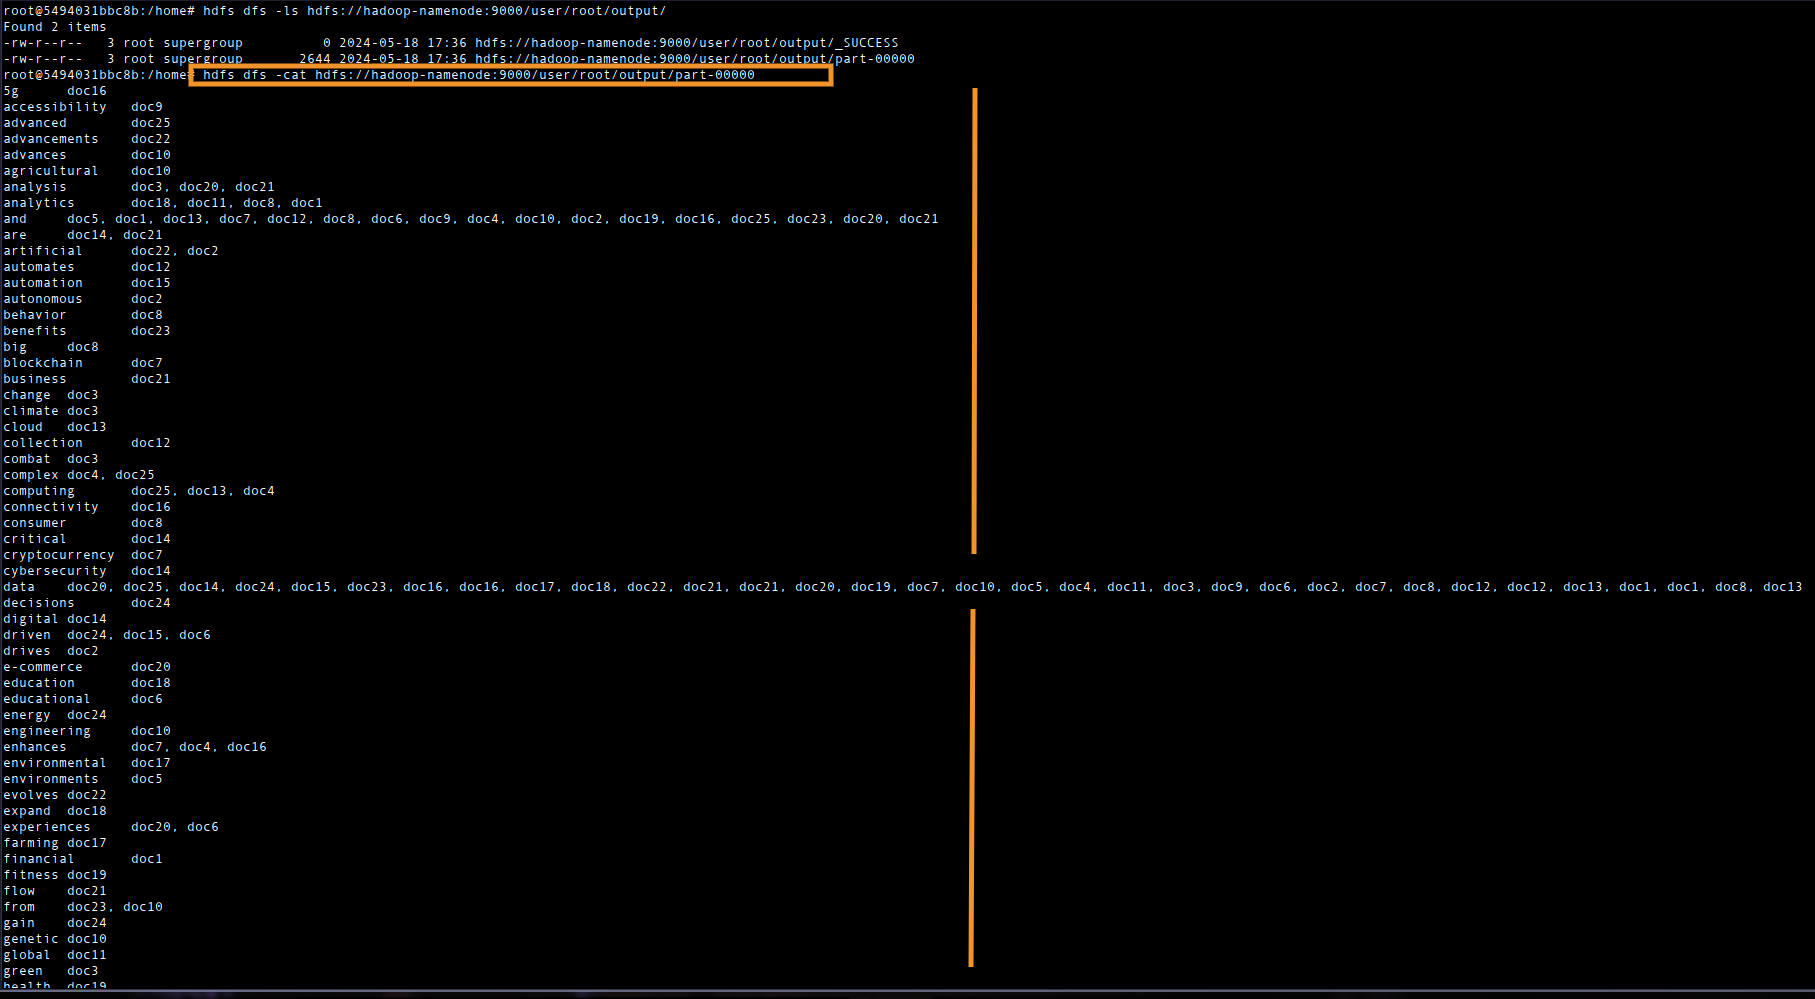 root@5494031bbc8b:/home# hdfs dfs -ls hdfs://hadoop-namenode:9000/user/root/output/
Found 2 items
-rw-r--r--   3 root supergroup          0 2024-05-18 17:36 hdfs://hadoop-namenode:9000/user/root/output/_SUCCESS
-rw-r--r--   3 root supergroup       2644 2024-05-18 17:36 hdfs://hadoop-namenode:9000/user/root/output/part-00000
root@5494031bbc8b:/home# hdfs dfs -cat hdfs://hadoop-namenode:9000/user/root/output/part-00000
5g	doc16
accessibility	doc9
advanced	doc25
advancements	doc22
advances	doc10
agricultural	doc10
analysis	doc3, doc20, doc21
analytics	doc18, doc11, doc8, doc1
and	doc5, doc1, doc13, doc7, doc12, doc8, doc6, doc9, doc4, doc10, doc2, doc19, doc16, doc25, doc23, doc20, doc21
are	doc14, doc21
artificial	doc22, doc2
automates	doc12
automation	doc15
autonomous	doc2
behavior	doc8
benefits	doc23
big	doc8
blockchain	doc7
business	doc21
change	doc3
climate	doc3
cloud	doc13
collection	doc12
combat	doc3
complex	doc4, doc25
computing	doc25, doc13, doc4
connectivity	doc16
consumer	doc8
critical	doc14
cryptocurrency	doc7
cybersecurity	doc14
data	doc20, doc25, doc14, doc24, doc15, doc23, doc16, doc16, doc17, doc18, doc22, doc21, doc21, doc20, doc19, doc7, doc10, doc5, doc4, doc11, doc3, doc9, doc6, doc2, doc7, doc8, doc12, doc12, doc13, doc1, doc1, doc8, doc13
decisions	doc24
digital	doc14
driven	doc24, doc15, doc6
drives	doc2
e-commerce	doc20
education	doc18
educational	doc6
energy	doc24
engineering	doc10
enhances	doc7, doc4, doc16
environmental	doc17
environments	doc5
evolves	doc22
expand	doc18
experiences	doc20, doc6
farming	doc17
financial	doc1
fitness	doc19
flow	doc21
from	doc23, doc10
gain	doc24
genetic	doc10
global	doc11
green	doc3
health	doc19